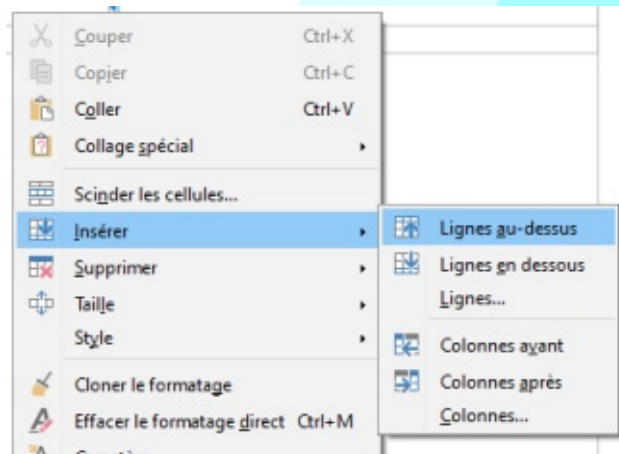 Couper Ctrl+X
Copier Ctrl+C
Coller Ctrl+V
Collage spécial
Scinder les cellules...
Insérer
Supprimer
Taille
Style
Cloner le formatage
Effacer le formatage direct Ctrl+M
Lignes au-dessus
Lignes en dessous
Lignes...
Colonnes avant
Colonnes après
Colonnes...